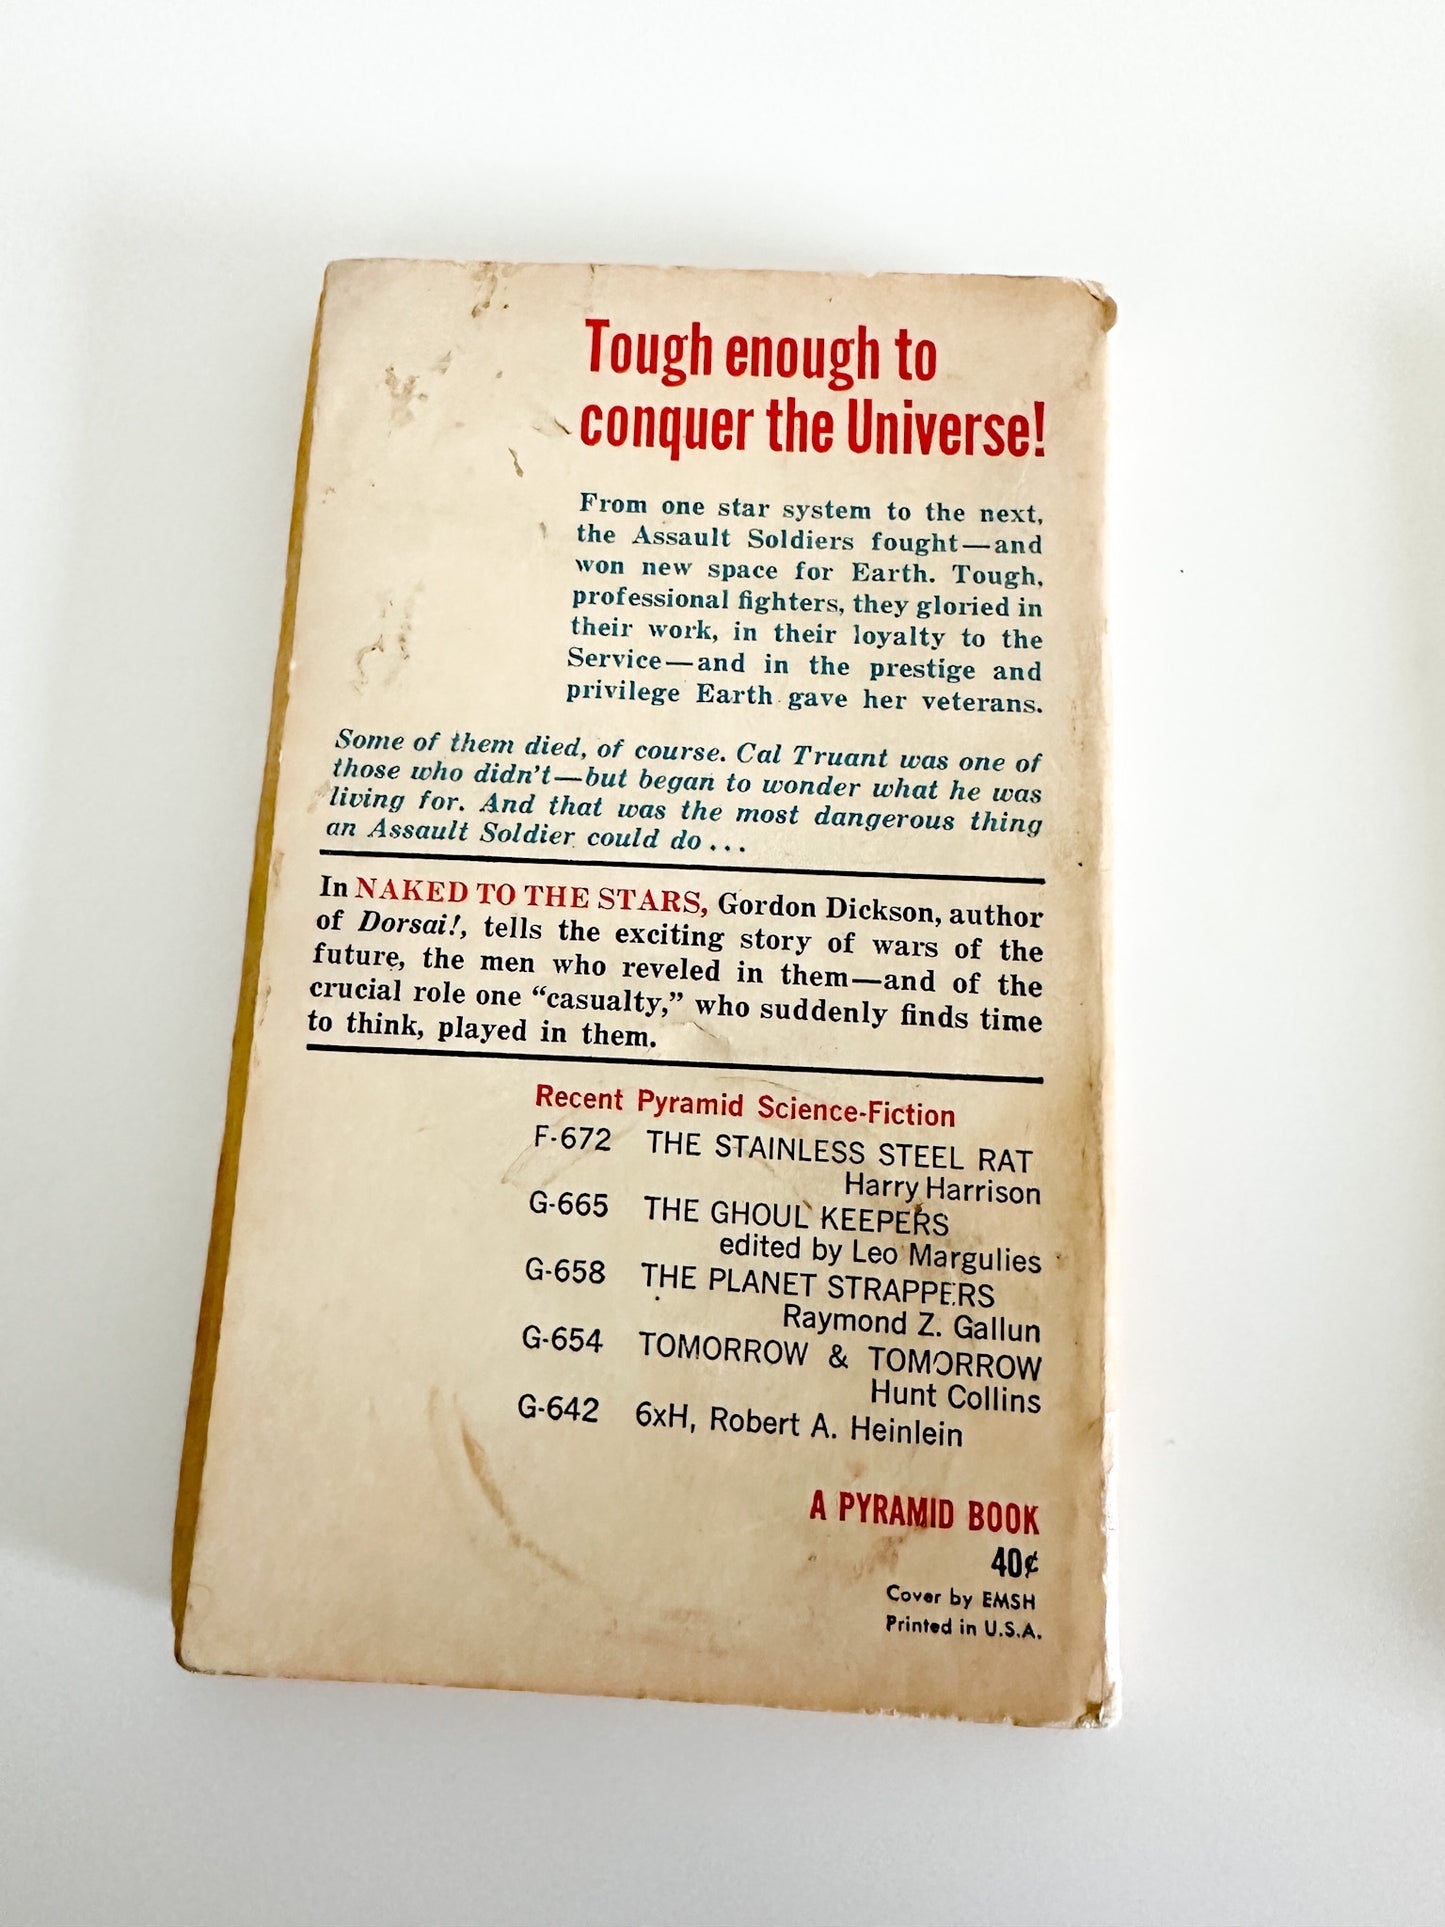 Tough enough to
conquer the Universe!
From one star system to the next,
the Assault Soldiers fought—and
won new space for Earth. Tough,
professional fighters, they gloried in
their work, in their loyalty to the
Service—and in the prestige and
privilege Earth gave her veterans.
Some of them died, of course. Cal Truant was one of
those who didn't—but began to wonder what he was
living for. And that was the most dangerous thing
an Assault Soldier could do...
In NAKED TO THE STARS, Gordon Dickson, author
of Dorsai!, tells the exciting story of wars of the
future, the men who reveled in them—and of the
crucial role one “casualty,” who suddenly finds time
to think, played in them.
Recent Pyramid Science-Fiction
F-672 THE STAINLESS STEEL RAT
Harry Harrison
G-665 THE GHOUL KEEPERS
edited by Leo Margulies
G-658 THE PLANET STRAPPERS
Raymond Z. Gallun
G-654 TOMORROW & TOMORROW
Hunt Collins
G-642 6xH, Robert A. Heinlein
A PYRAMID BOOK
40¢
Cover by EMSH
Printed in U.S.A.